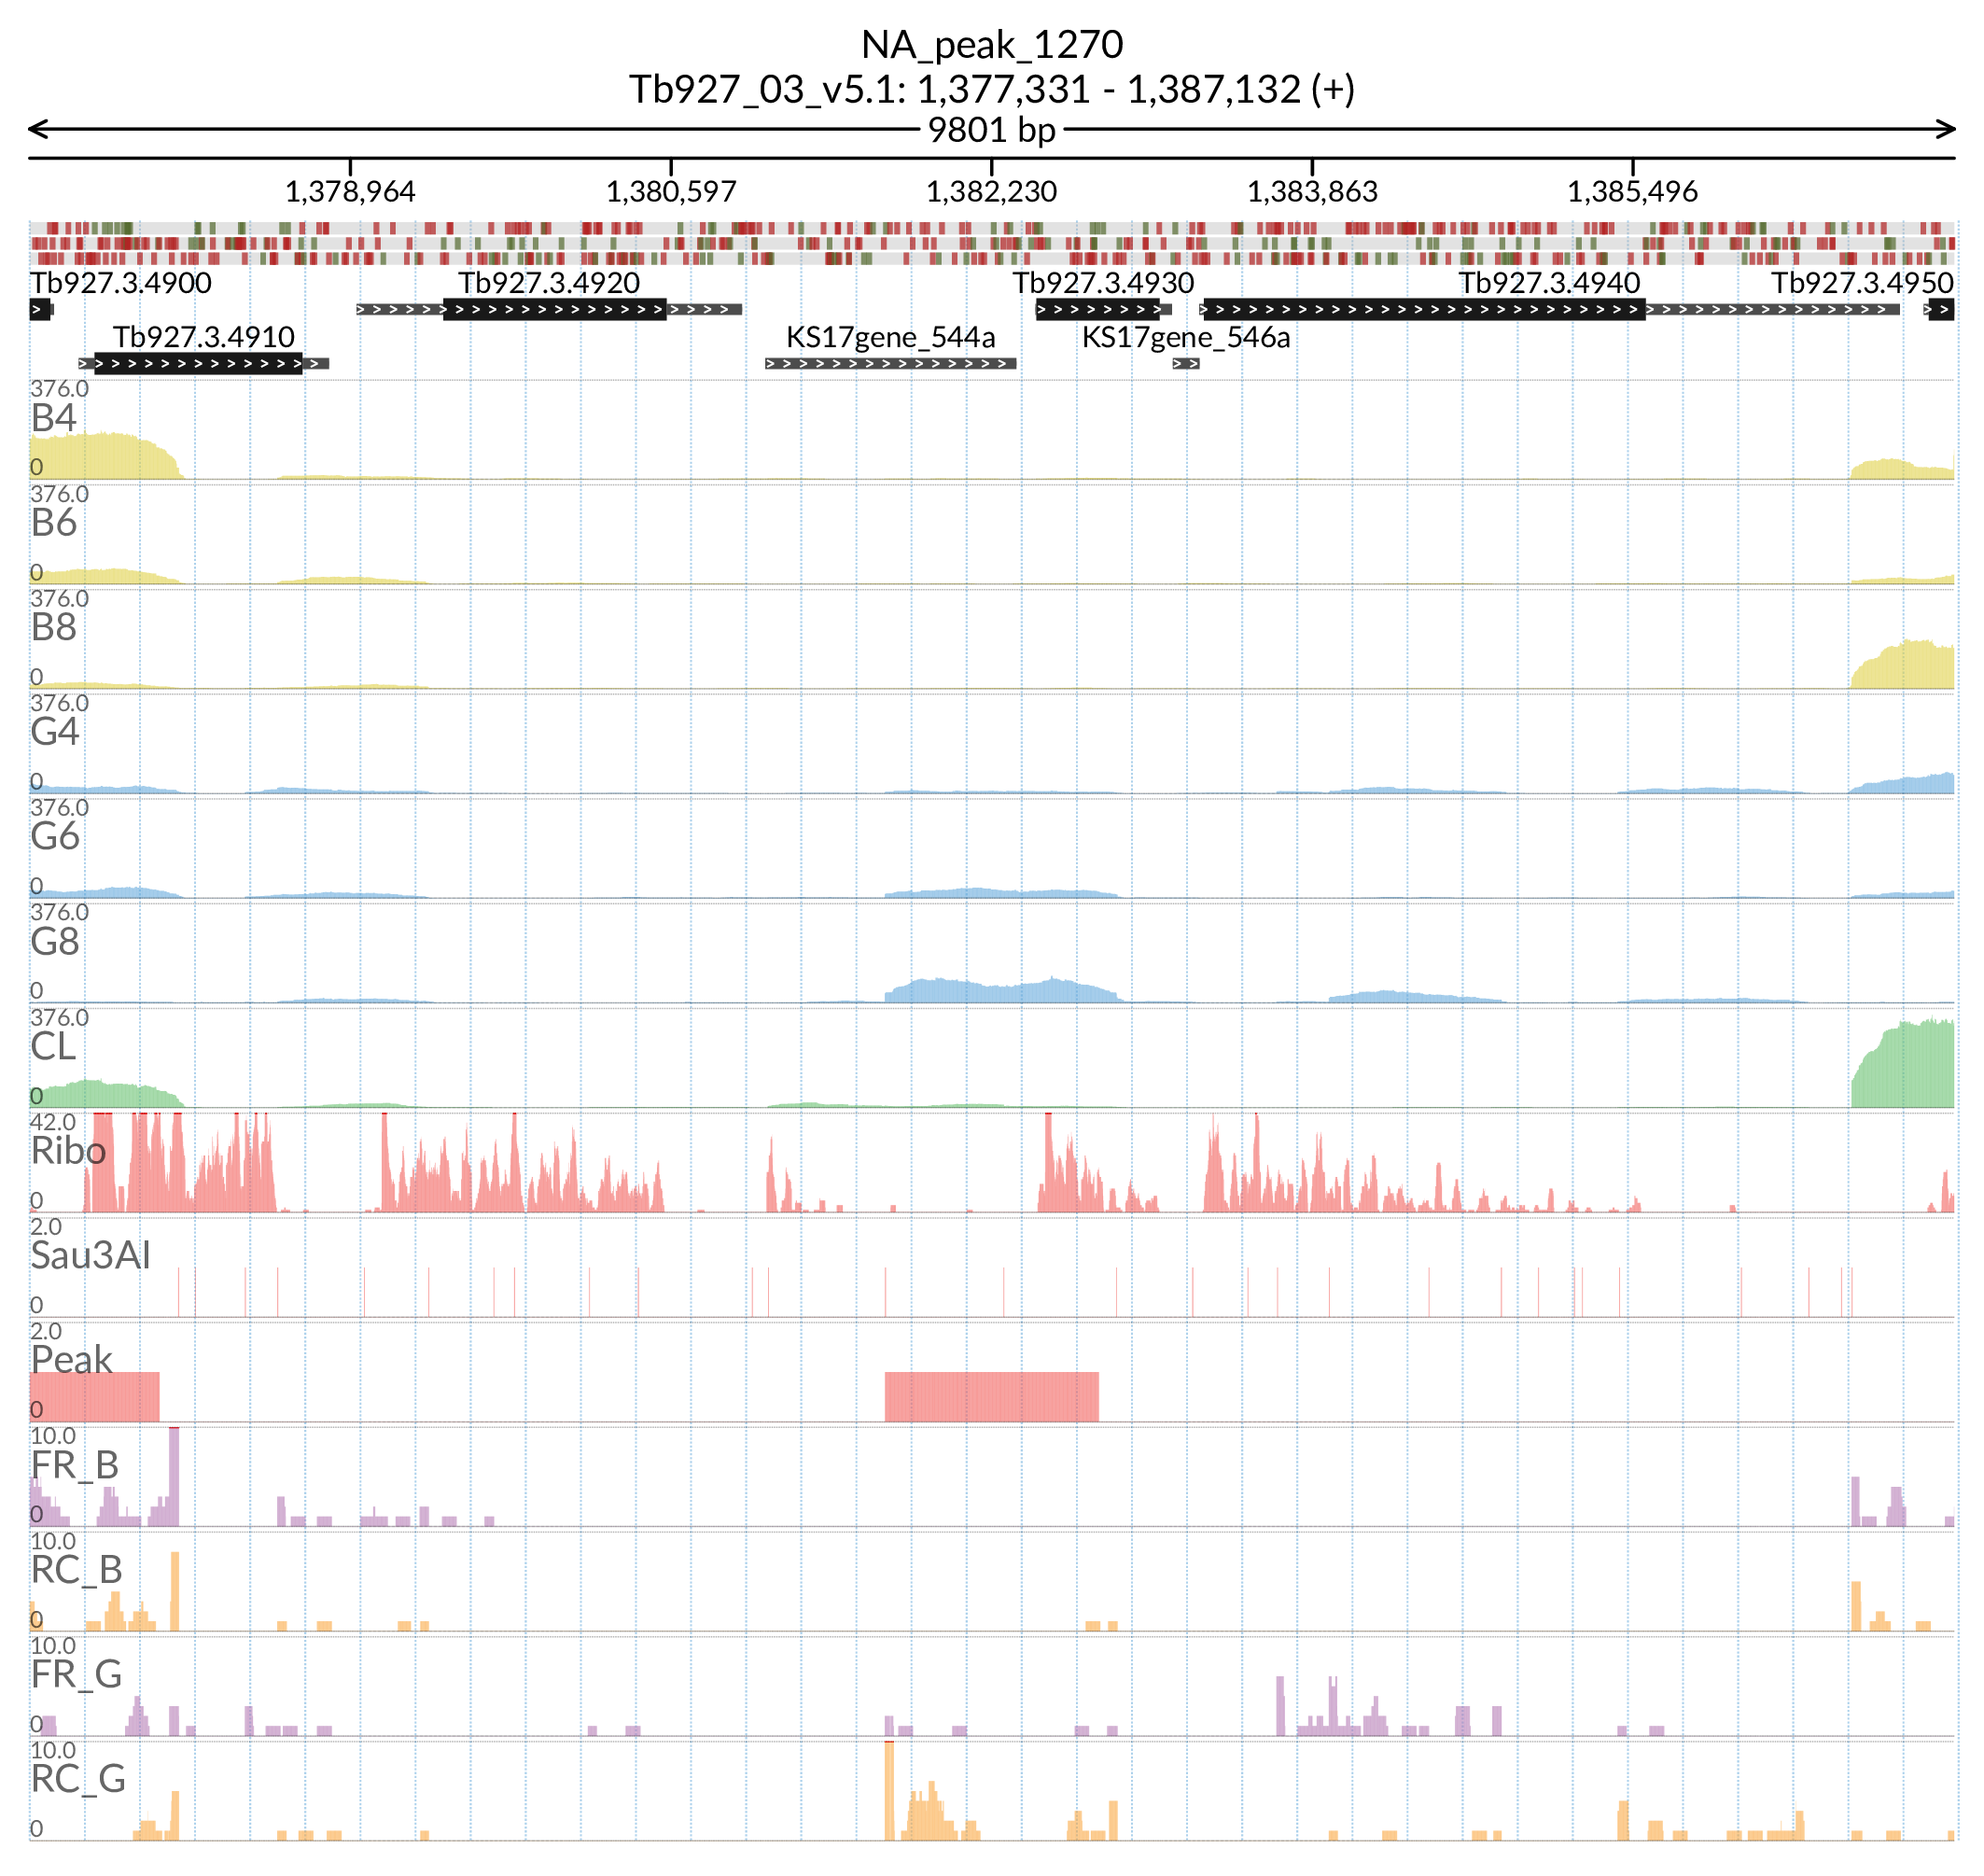 NA_peak_1270
Tb927_03_v5.1: 1,377,331 - 1,387,132 (+)
9801 bp
1,378,964 1,380,597 1,382,230 1,383,863 1,385,496
Tb927.3.4900 Tb927.3.4920 Tb927.3.4930 Tb927.3.4940 Tb927.3.4950
Tb927.3.4910 KS17gene_544a KS17gene_546a
376.0
B4
0
376.0
B6
0
376.0
B8
0
376.0
G4
0
376.0
G6
0
376.0
G8
0
376.0
CL
0
42.0
Ribo
0
2.0
Sau3AI
0
2.0
Peak
0
10.0
FR_B
0
10.0
RC_B
0
10.0
FR_G
0
10.0
RC_G
0